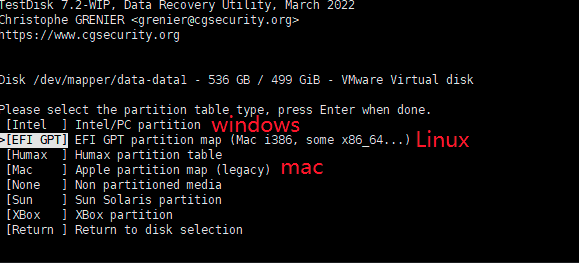 TestDisk 7.2-WIP, Data Recovery Utility, March 2022
Christophe GRENIER <grenier@cgsecurity.org>
https://www.cgsecurity.org
Disk /dev/mapper/data-data1 - 536 GB / 499 GiB - VMware Virtual disk
Please select the partition table type, press Enter when done.
[Intel ] Intel/PC partition windows
>[EFI GPT] EFI GPT partition map (Mac i386, some x86_64...) Linux
[Humax ] Humax partition table
[Mac ] Apple partition map (legacy) mac
[None ] Non partitioned media
[Sun ] Sun Solaris partition
[XBox ] XBox partition
[Return ] Return to disk selection